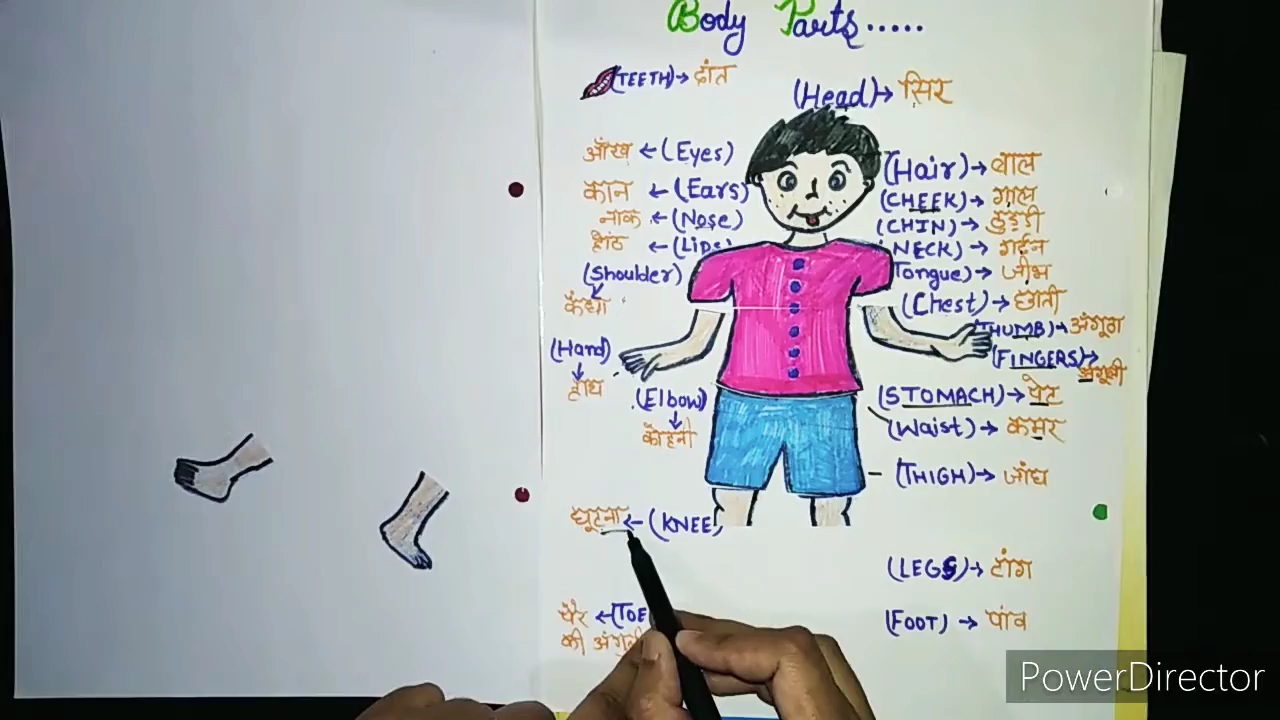 Body Parts.....
(TEETH)→ दांत
(Head)→ सिर
आँख ←(Eyes)
(Hair)→ बाल
कान ←(Ears)
(CHEEK)→ गाल
नाक ←(Nose)
(CHIN)→ ठुड़्डी
←(Lips)
NECK)→ गर्दन
(Shoulder)
Tongue)→ जीभ
कंधा
(Chest)→ छाती
THUMB)→ अंगूठा
(Hand)
(FINGERS)→
अंगूली
हाथ
(Elbow)
(STOMACH)→ पेट
कोहनी
(Waist)→ कमर
(THIGH)→ जांघ
घूटना ←(KNEE)
(LEGS)→ टांग
पैर ←(TOE
की अंगुली
(FOOT)→ पांव
PowerDirector